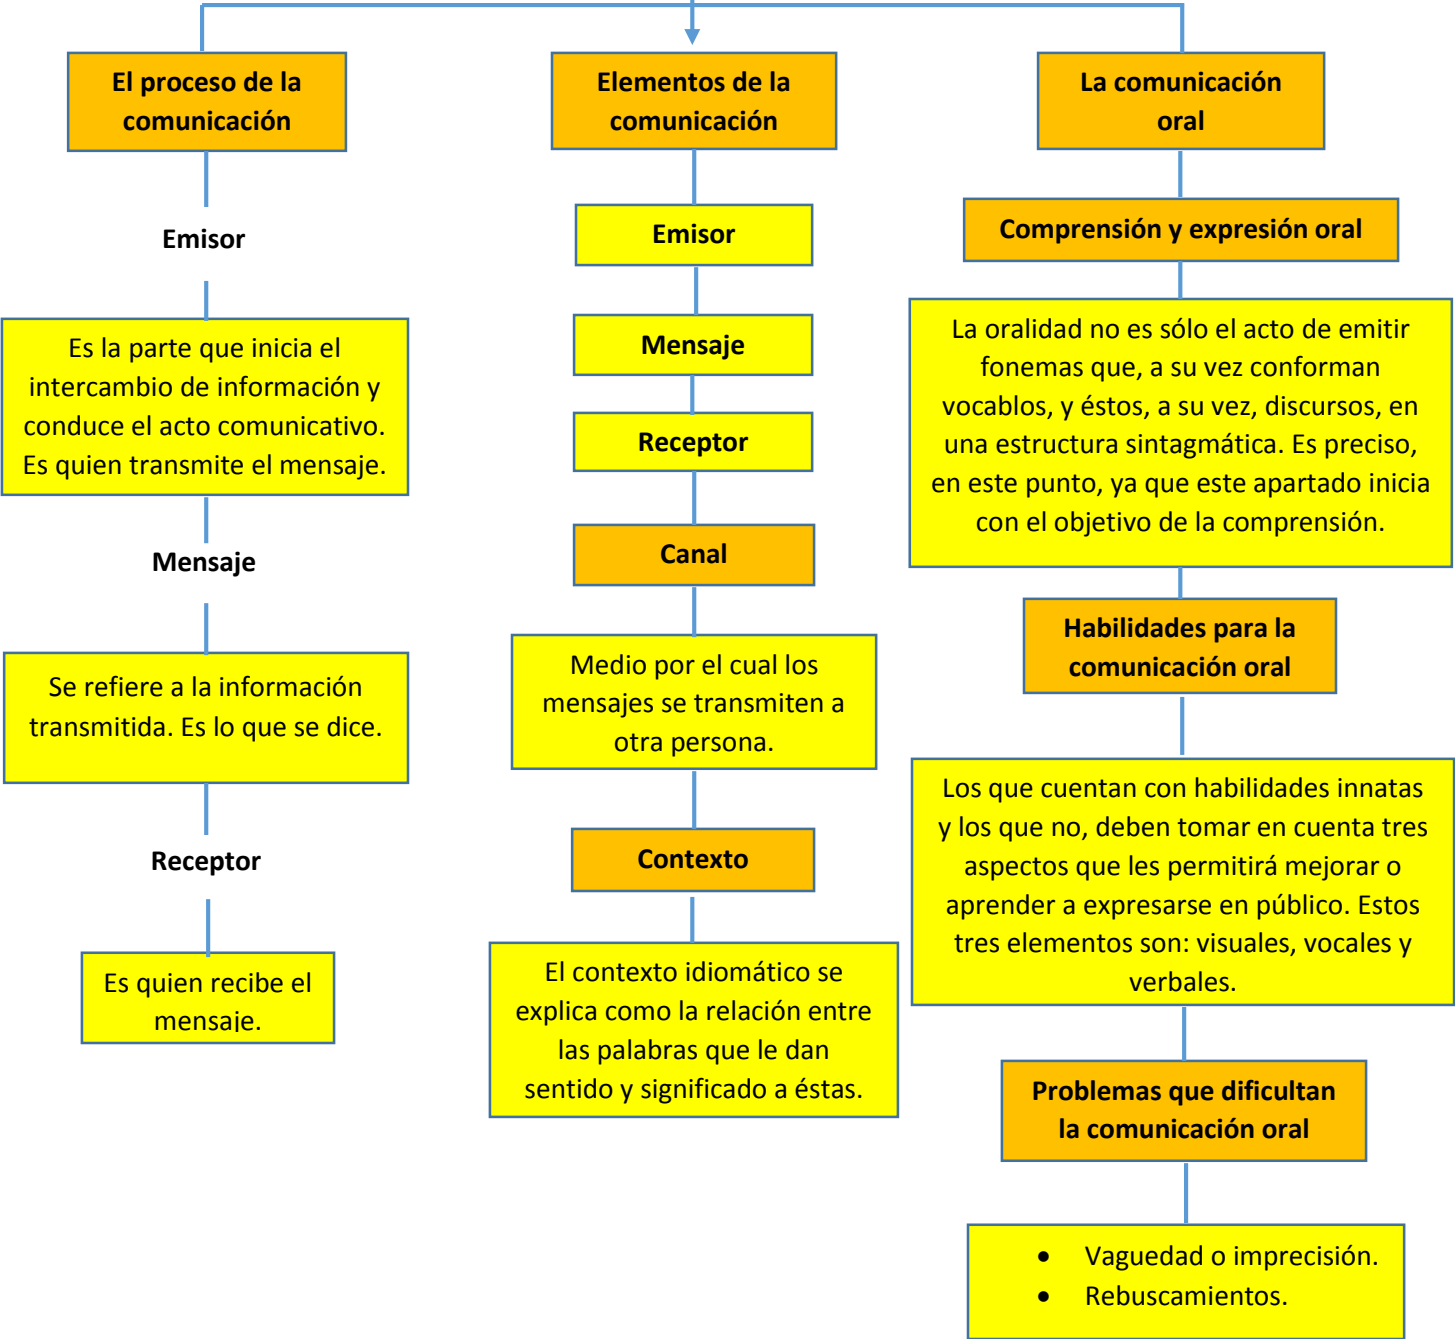 El proceso de la
comunicación
Emisor
Es la parte que inicia el
intercambio de información y
conduce el acto comunicativo.
Es quien transmite el mensaje.
Mensaje
Se refiere a la información
transmitida. Es lo que se dice.
Receptor
Es quien recibe el
mensaje.
Elementos de la
comunicación
Emisor
Mensaje
Receptor
Canal
Medio por el cual los
mensajes se transmiten a
otra persona.
Contexto
El contexto idiomático se
explica como la relación entre
las palabras que le dan
sentido y significado a éstas.
La comunicación
oral
Comprensión y expresión oral
La oralidad no es sólo el acto de emitir
fonemas que, a su vez conforman
vocablos, y éstos, a su vez, discursos, en
una estructura sintagmática. Es preciso,
en este punto, ya que este apartado inicia
con el objetivo de la comprensión.
Habilidades para la
comunicación oral
Los que cuentan con habilidades innatas
y los que no, deben tomar en cuenta tres
aspectos que les permitirá mejorar o
aprender a expresarse en público. Estos
tres elementos son: visuales, vocales y
verbales.
Problemas que dificultan
la comunicación oral
• Vaguedad o imprecisión.
• Rebuscamientos.